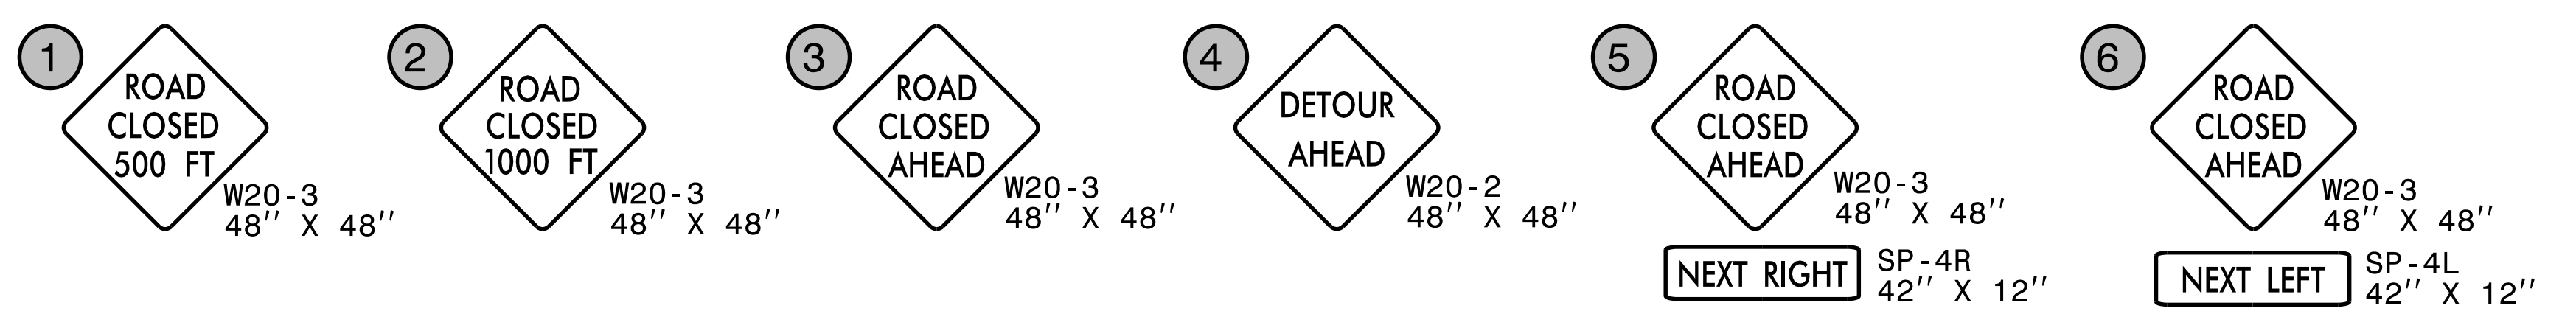 1
ROAD
CLOSED
500 FT
W20-3
48'' X 48''
2
ROAD
CLOSED
1000 FT
W20-3
48'' X 48''
3
ROAD
CLOSED
AHEAD
W20-3
48'' X 48''
4
DETOUR
AHEAD
W20-2
48'' X 48''
5
ROAD
CLOSED
AHEAD
W20-3
48'' X 48''
NEXT RIGHT
SP-4R
42'' X 12''
6
ROAD
CLOSED
AHEAD
W20-3
48'' X 48''
NEXT LEFT
SP-4L
42'' X 12''